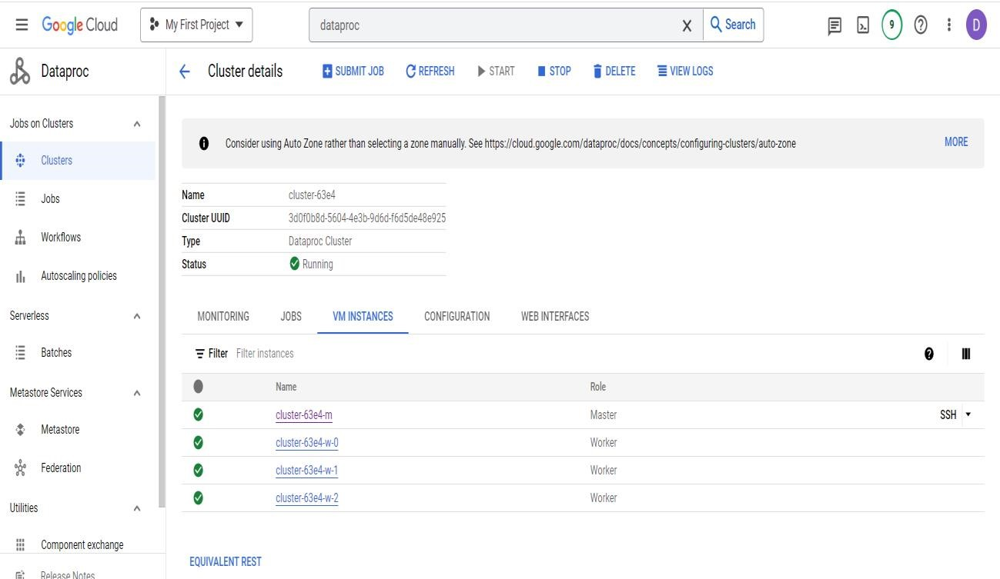 Google Cloud My First Project dataproc Search 9 D
Dataproc Cluster details SUBMIT JOB REFRESH START STOP DELETE VIEW LOGS
Jobs on Clusters
Clusters
Jobs
Workflows
Autoscaling policies
Serverless
Batches
Metastore Services
Metastore
Federation
Utilities
Component exchange
Release Notes
Consider using Auto Zone rather than selecting a zone manually. See https://cloud.google.com/dataproc/docs/concepts/configuring-clusters/auto-zone MORE
Name cluster-63e4
Cluster UUID 3d0f0b8d-5604-4e3b-9d6d-f6d5de48e925
Type Dataproc Cluster
Status Running
MONITORING JOBS VM INSTANCES CONFIGURATION WEB INTERFACES
Filter Filter instances
Name Role
cluster-63e4-m Master SSH
cluster-63e4-w-0 Worker
cluster-63e4-w-1 Worker
cluster-63e4-w-2 Worker
EQUIVALENT REST